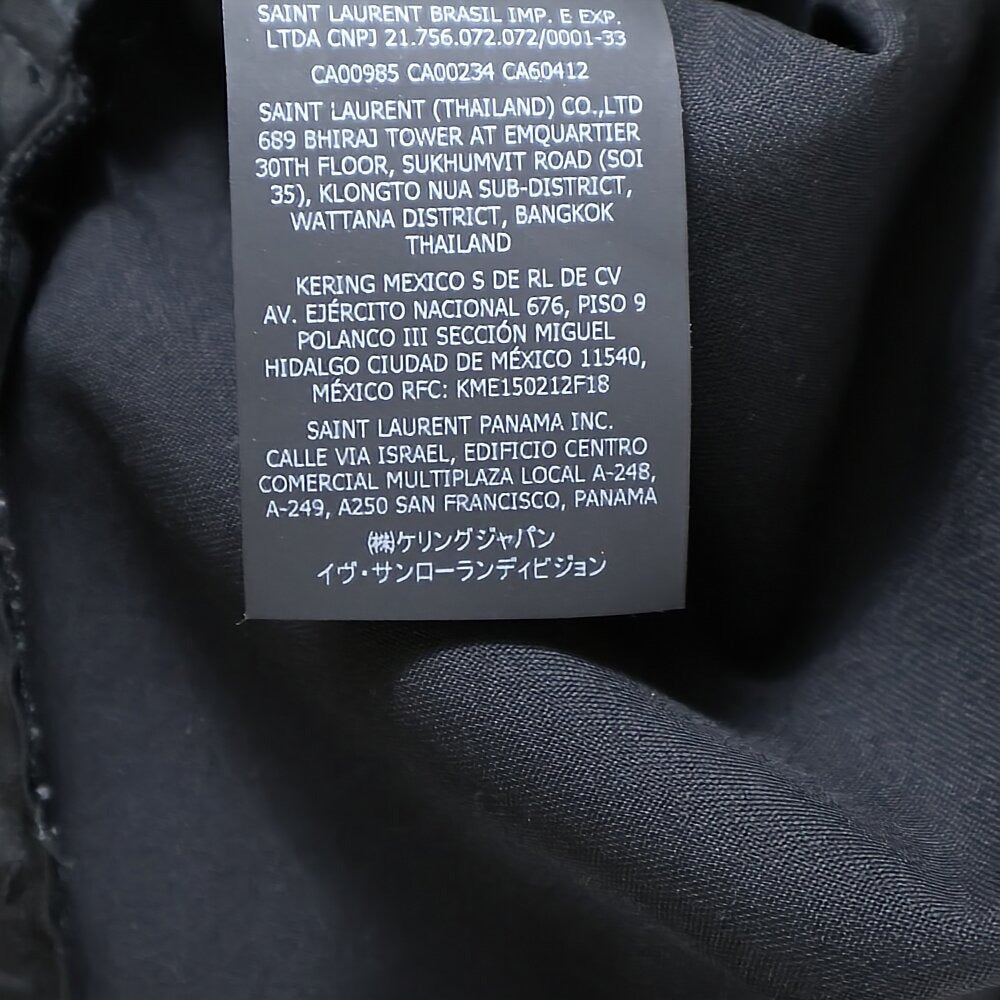 SAINT LAURENT BRASIL IMP. E EXP.
LTDA CNPJ 21.756.072.072/0001-33
CA00985 CA00234 CA60412
SAINT LAURENT (THAILAND) CO.,LTD
689 BHIRAJ TOWER AT EMQUARTIER
30TH FLOOR, SUKHUMVIT ROAD (SOI
35), KLONGTO NUA SUB-DISTRICT,
WATTANA DISTRICT, BANGKOK
THAILAND
KERING MEXICO S DE RL DE CV
AV. EJÉRCITO NACIONAL 676, PISO 9
POLANCO III SECCIÓN MIGUEL
HIDALGO CIUDAD DE MÉXICO 11540,
MÉXICO RFC: KME150212F18
SAINT LAURENT PANAMA INC.
CALLE VIA ISRAEL, EDIFICIO CENTRO
COMERCIAL MULTIPLAZA LOCAL A-248,
A-249, A250 SAN FRANCISCO, PANAMA
㈱ケリングジャパン
イヴ・サンローランディビジョン